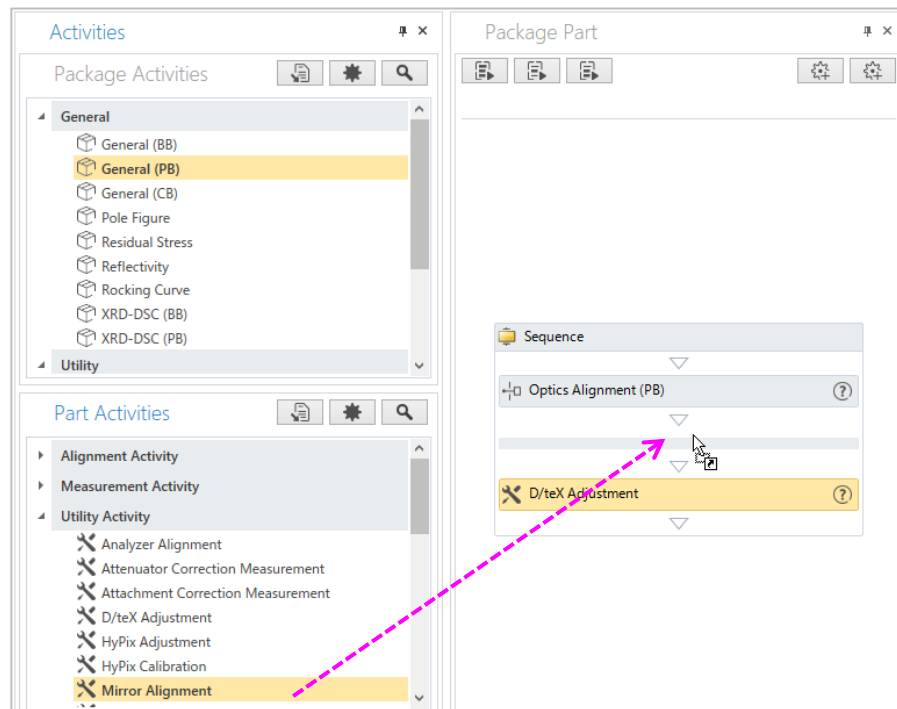 Activities
Package Activities
General
General (BB)
General (PB)
General (CB)
Pole Figure
Residual Stress
Reflectivity
Rocking Curve
XRD-DSC (BB)
XRD-DSC (PB)
Utility
Part Activities
Alignment Activity
Measurement Activity
Utility Activity
Analyzer Alignment
Attenuator Correction Measurement
Attachment Correction Measurement
D/teX Adjustment
HyPix Adjustment
HyPix Calibration
Mirror Alignment
Package Part
Sequence
Optics Alignment (PB)
D/teX Adjustment